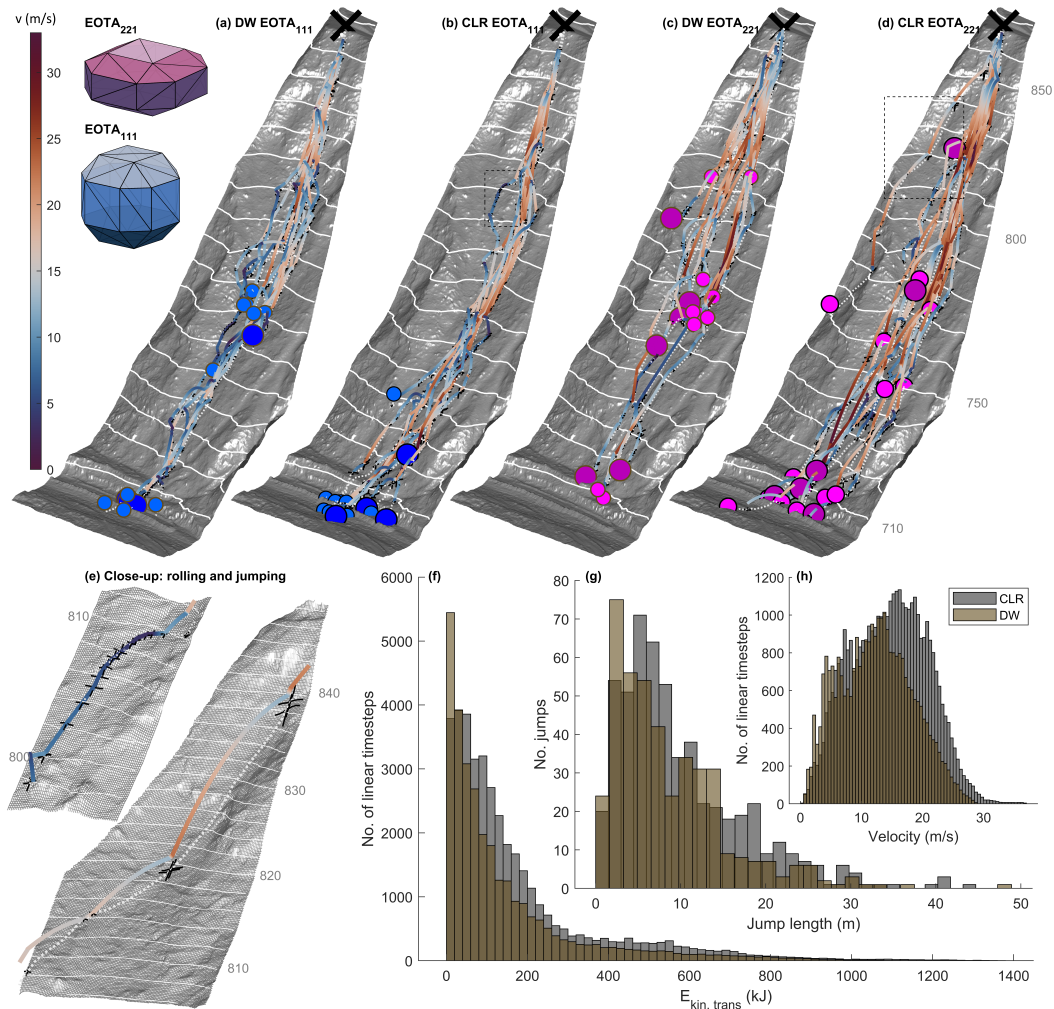 v (m/s)
30
25
20
15
10
5
0
EOTA221
EOTA111
(a) DW EOTA111
(b) CLR EOTA111
(c) DW EOTA221
(d) CLR EOTA221
850
800
750
710
(e) Close-up: rolling and jumping
810
800
840
830
820
810
(f)
No. of linear timesteps
6000
5000
4000
3000
2000
1000
0
0 200 400 600 800 1000 1200 1400
Ekin, trans (kJ)
(g)
No. jumps
80
70
60
50
40
30
20
10
0
0 10 20 30 40 50
Jump length (m)
(h)
No. of linear timesteps
1200
1000
800
600
400
200
0
0 10 20 30
Velocity (m/s)
CLR
DW